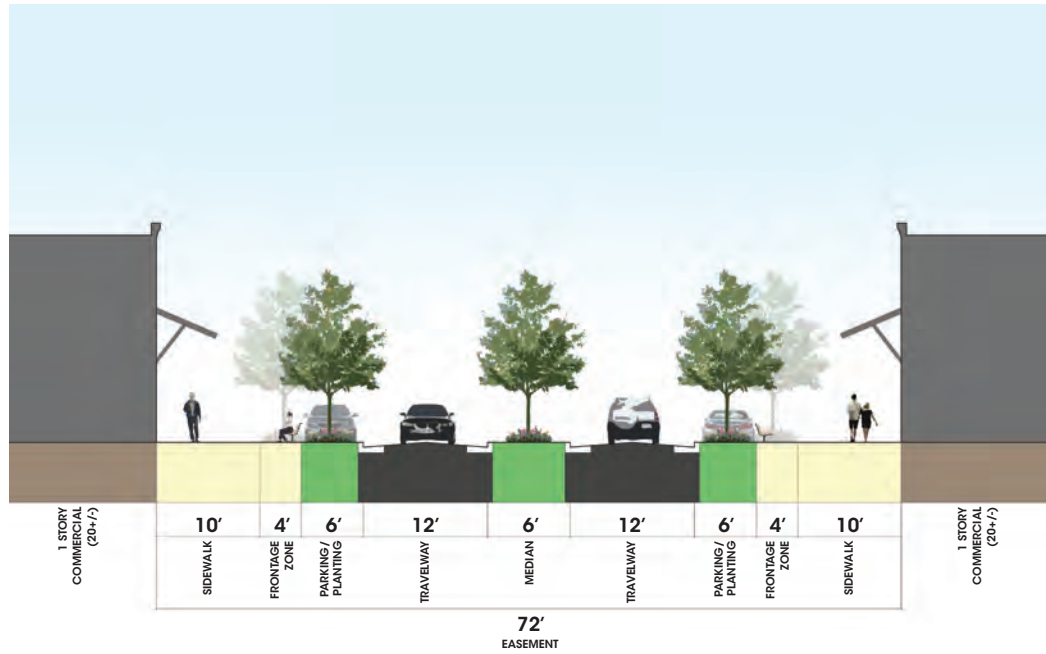 10’ 4’ 6’ 12’ 6’ 12’ 6’ 4’ 10’
1 STORY
COMMERCIAL
(20+/-)
SIDEWALK
FRONTAGE
ZONE
PARKING/
PLANTING
TRAVELWAY
MEDIAN
TRAVELWAY
PARKING/
PLANTING
FRONTAGE
ZONE
SIDEWALK
1 STORY
COMMERCIAL
(20+/-)
72’
EASEMENT